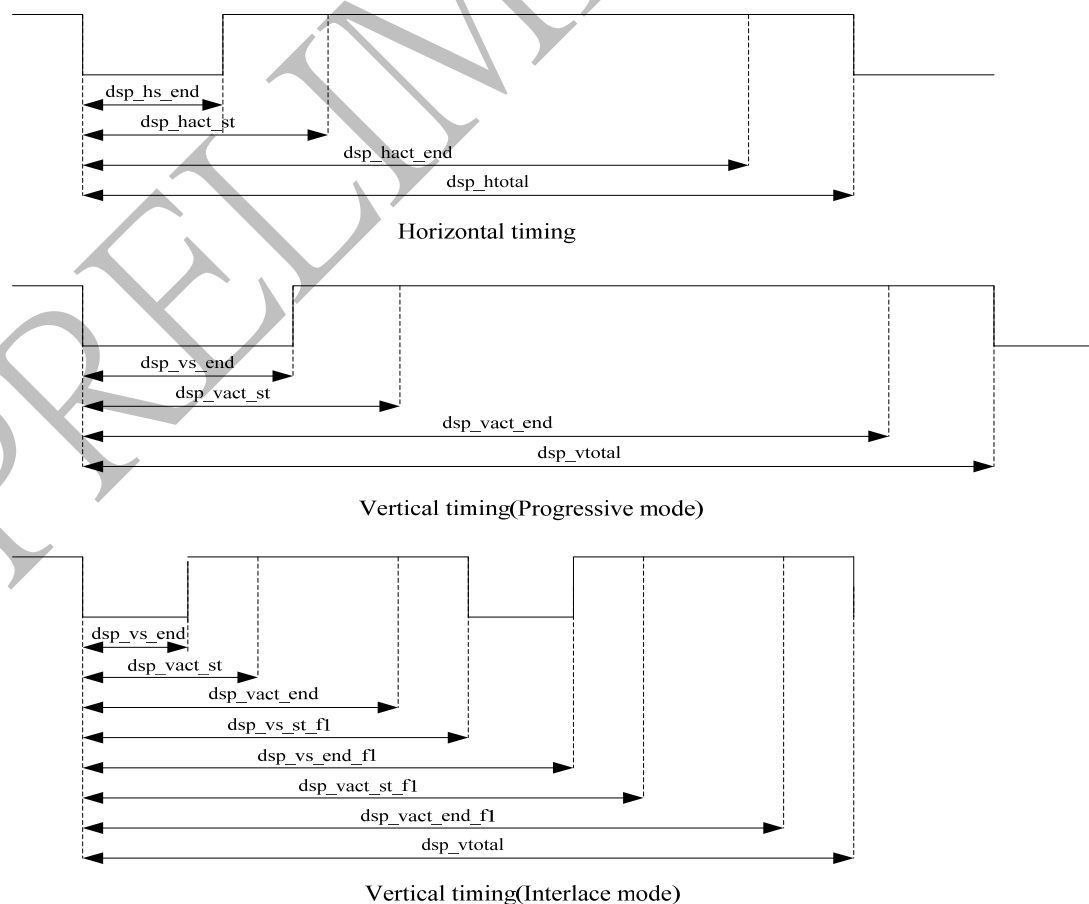 dsp_hs_end
dsp_hact_st
dsp_hact_end
dsp_htotal
Horizontal timing
dsp_vs_end
dsp_vact_st
dsp_vact_end
dsp_vtotal
Vertical timing(Progressive mode)
dsp_vs_end
dsp_vact_st
dsp_vact_end
dsp_vs_st_f1
dsp_vs_end_f1
dsp_vact_st_f1
dsp_vact_end_f1
dsp_vtotal
Vertical timing(Interlace mode)
PRELIM